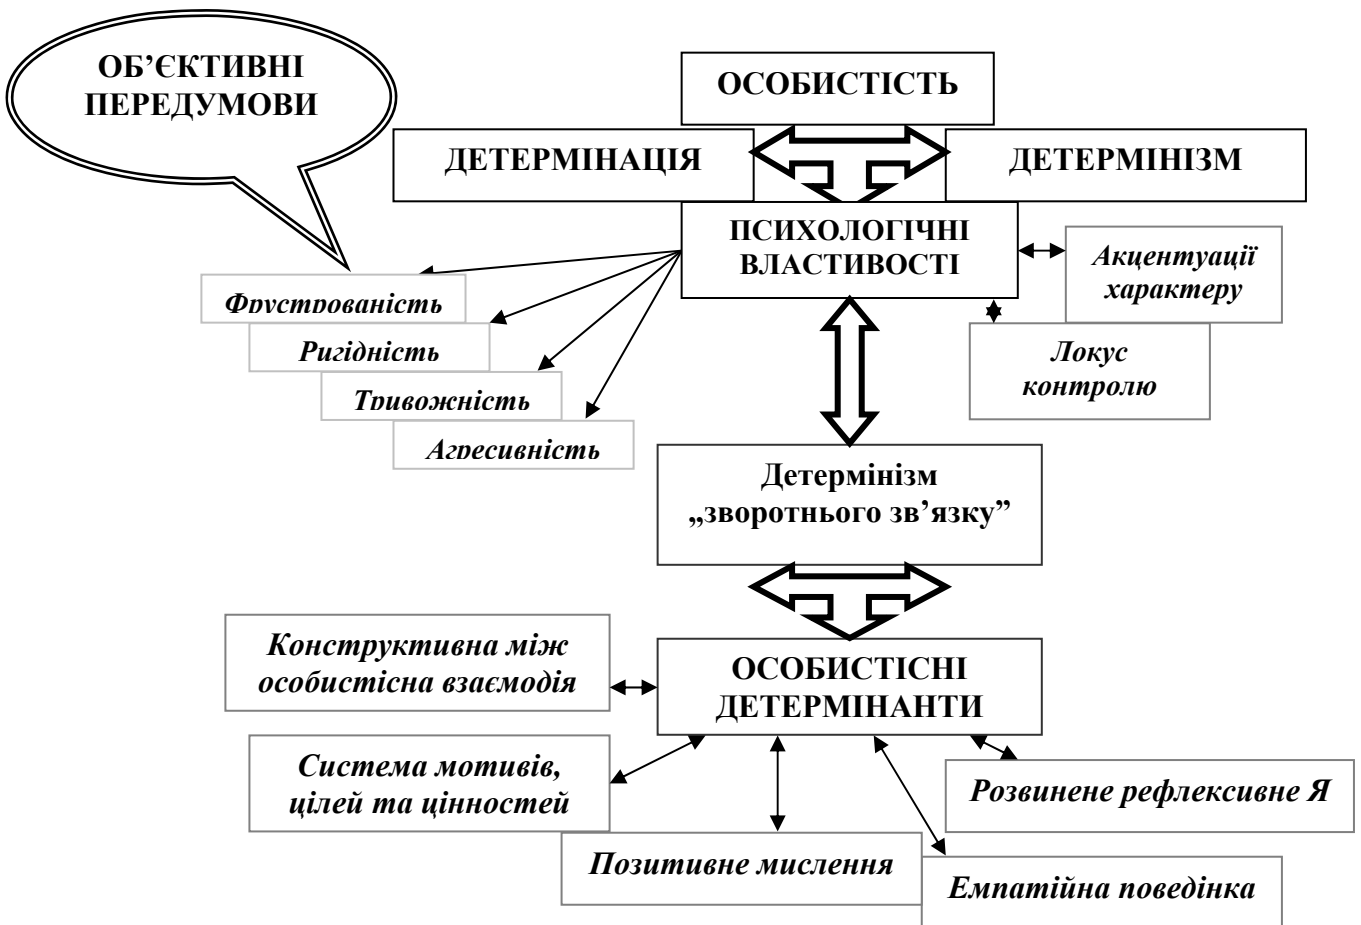 ОБ’ЄКТИВНІ
ПЕРЕДУМОВИ
ОСОБИСТІСТЬ
ДЕТЕРМІНАЦІЯ
ДЕТЕРМІНІЗМ
ПСИХОЛОГІЧНІ
ВЛАСТИВОСТІ
Акцентуації
характеру
Фрустрованість
Ригідність
Тривожність
Агресивність
Локус
контролю
Детермінізм
„зворотнього зв’язку”
Конструктивна між
особистісна взаємодія
ОСОБИСТІСНІ
ДЕТЕРМІНАНТИ
Система мотивів,
цілей та цінностей
Розвинене рефлексивне Я
Позитивне мислення
Емпатійна поведінка